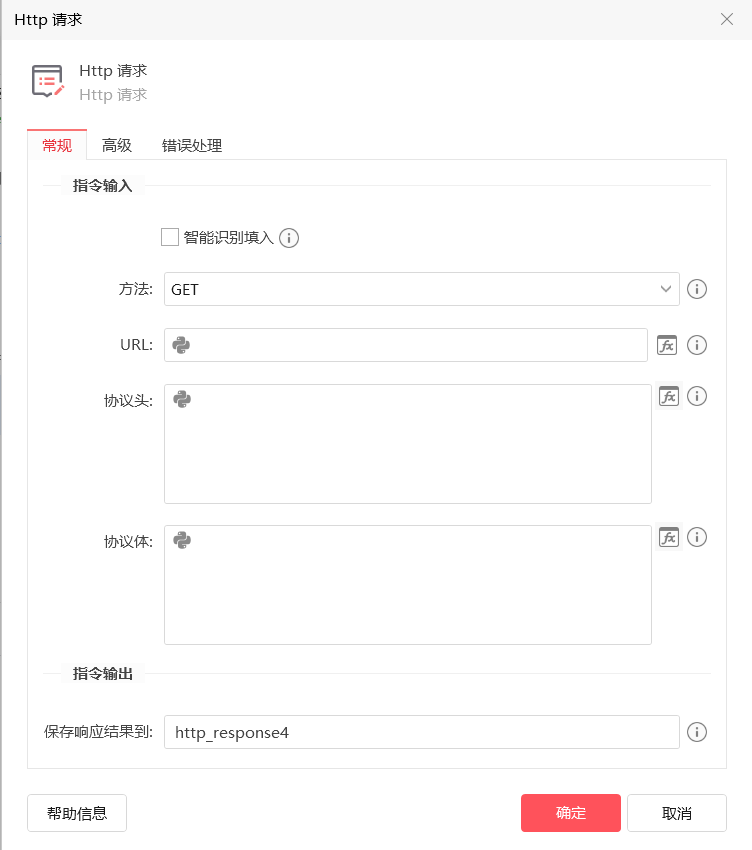 Http 请求
Http 请求
Http 请求
常规 高级 错误处理
指令输入
智能识别填入
方法: GET
URL:
协议头:
协议体:
指令输出
保存响应结果到: http_response4
帮助信息 确定 取消